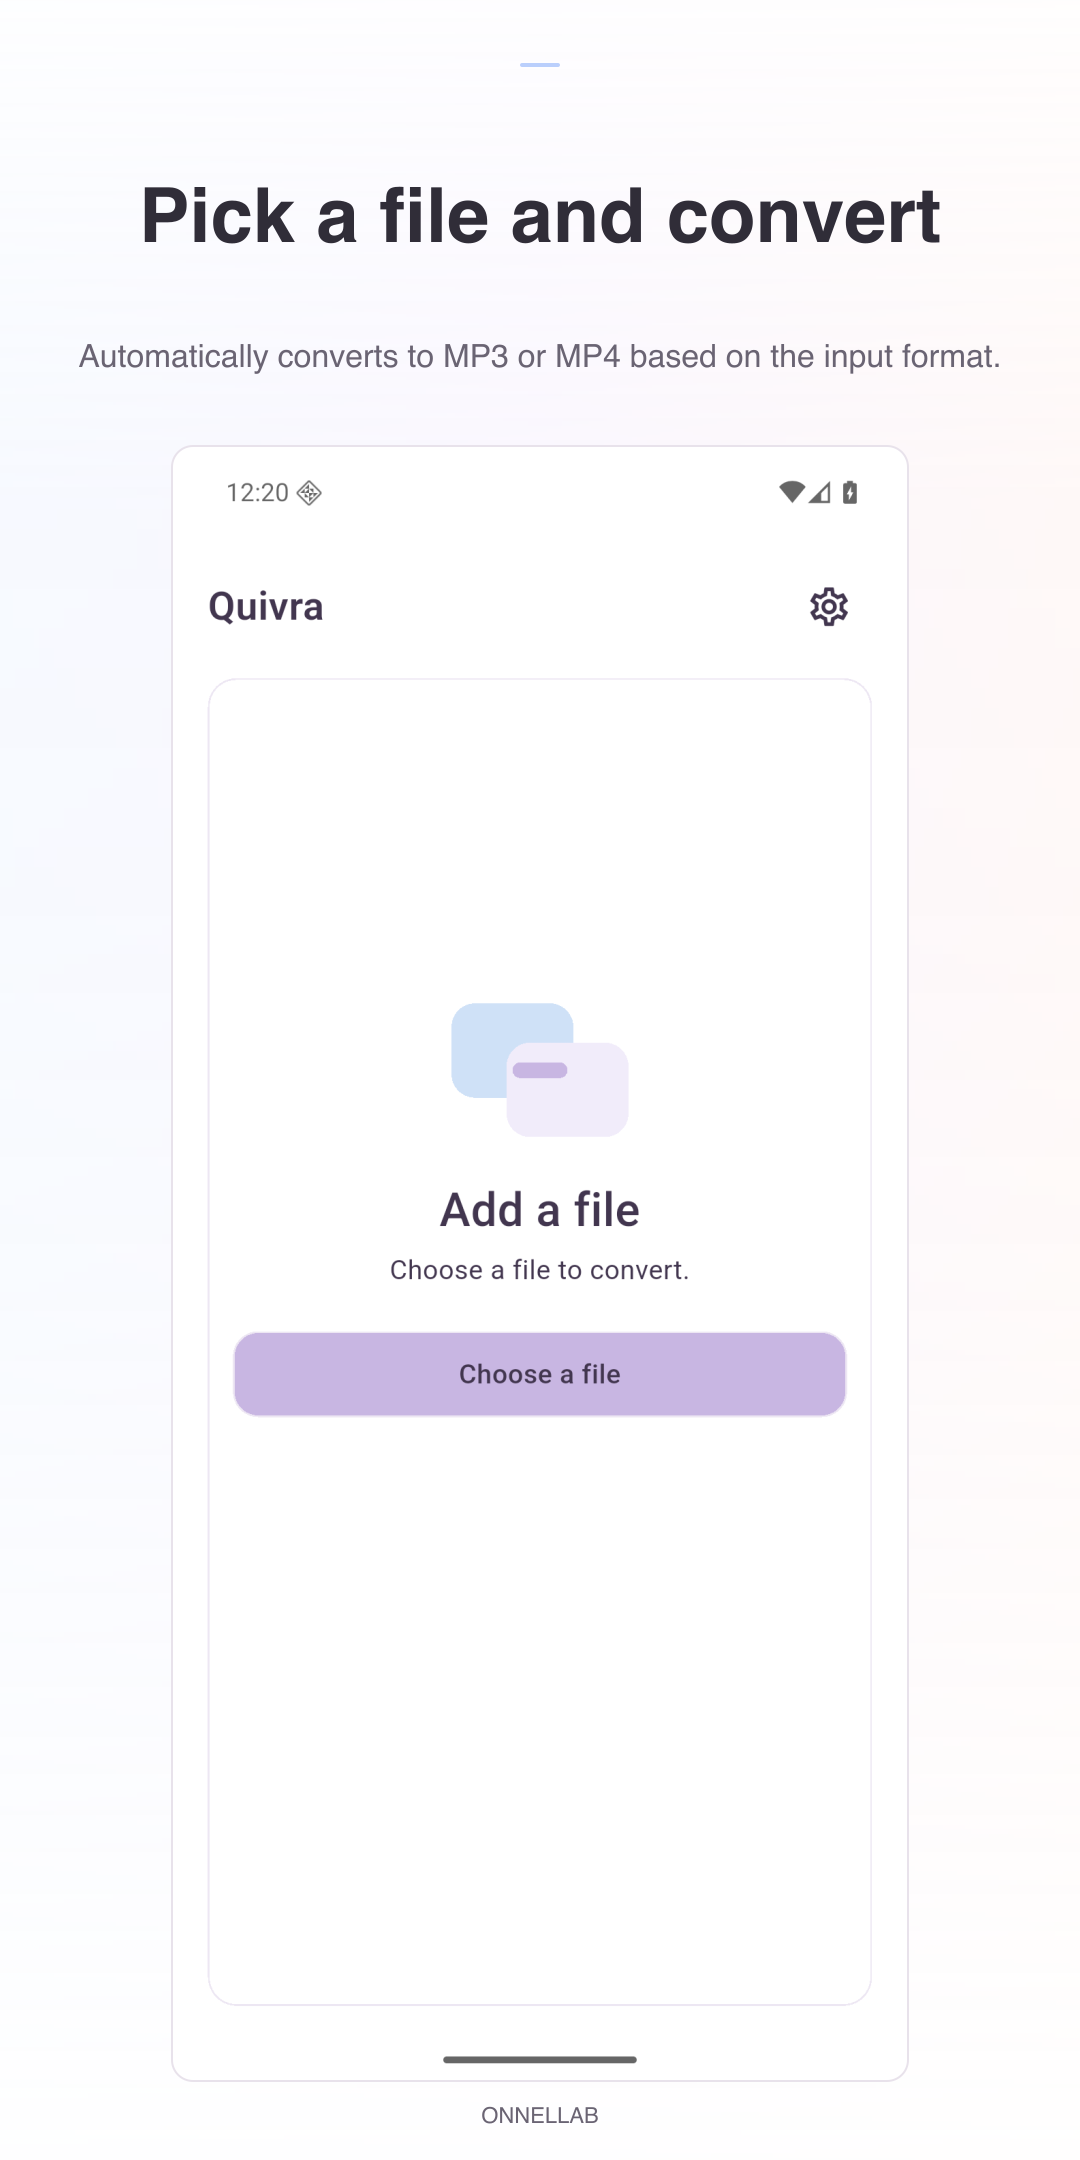 Pick a file and convert
Automatically converts to MP3 or MP4 based on the input format.
12:20
Quivra
Add a file
Choose a file to convert.
Choose a file
ONNELLAB